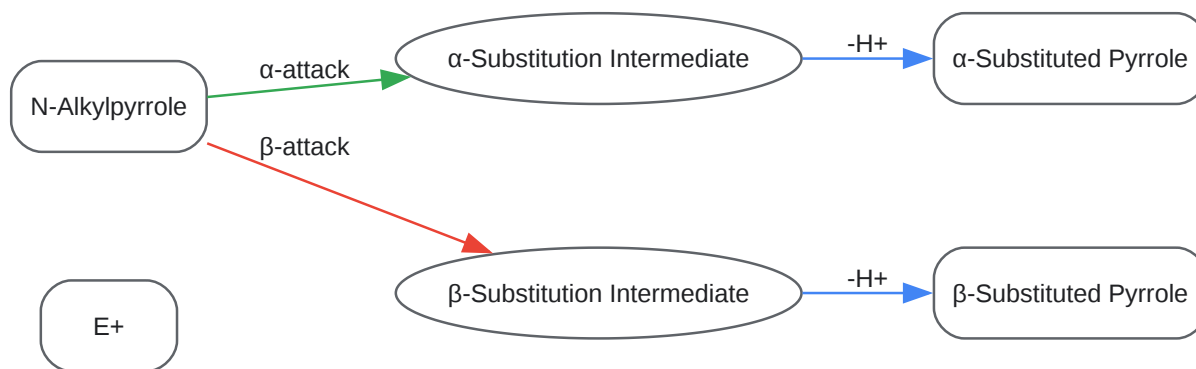 α-Substitution Intermediate
-H+
α-Substituted Pyrrole
α-attack
N-Alkylpyrrole
β-attack
β-Substitution Intermediate
-H+
β-Substituted Pyrrole
E+